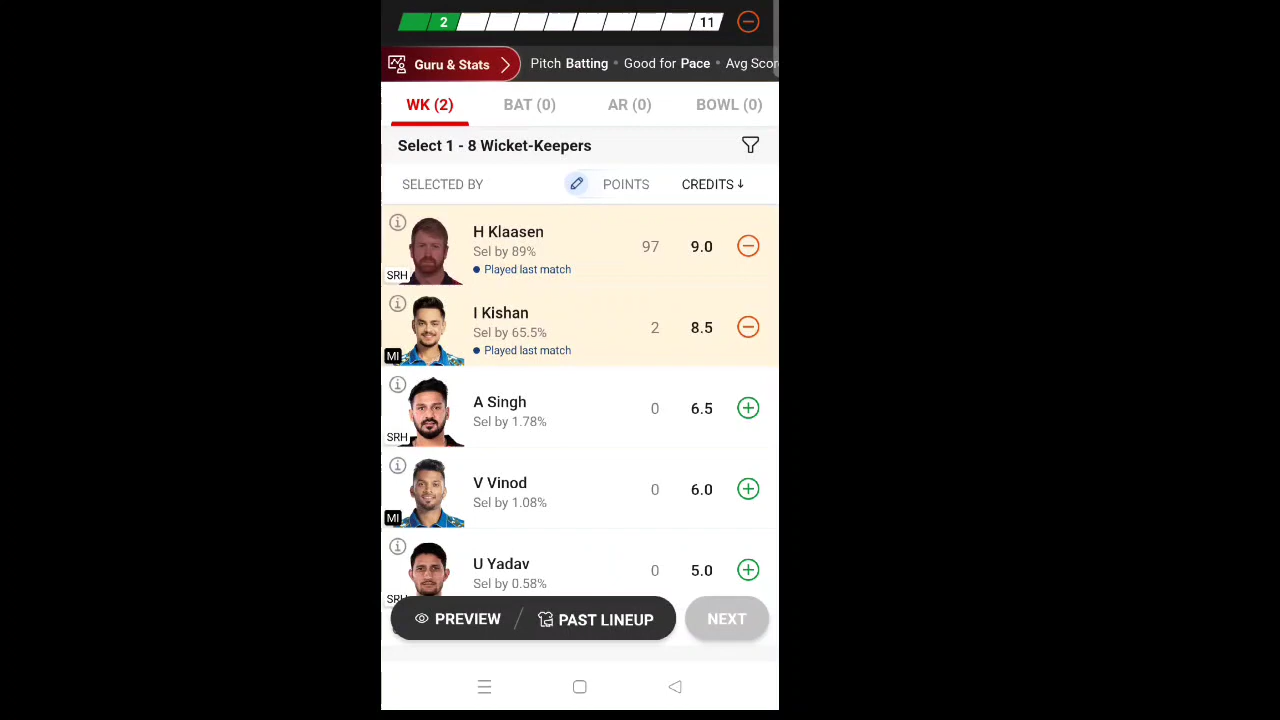 2
11
Guru & Stats
Pitch Batting • Good for Pace • Avg Scor
WK (2)
BAT (0)
AR (0)
BOWL (0)
Select 1 - 8 Wicket-Keepers
SELECTED BY
POINTS
CREDITS↓
H Klaasen
Sel by 89%
97
9.0
Played last match
SRH
I Kishan
Sel by 65.5%
2
8.5
Played last match
MI
A Singh
Sel by 1.78%
0
6.5
SRH
V Vinod
Sel by 1.08%
0
6.0
MI
U Yadav
Sel by 0.58%
0
5.0
SRH
PREVIEW / PAST LINEUP
NEXT